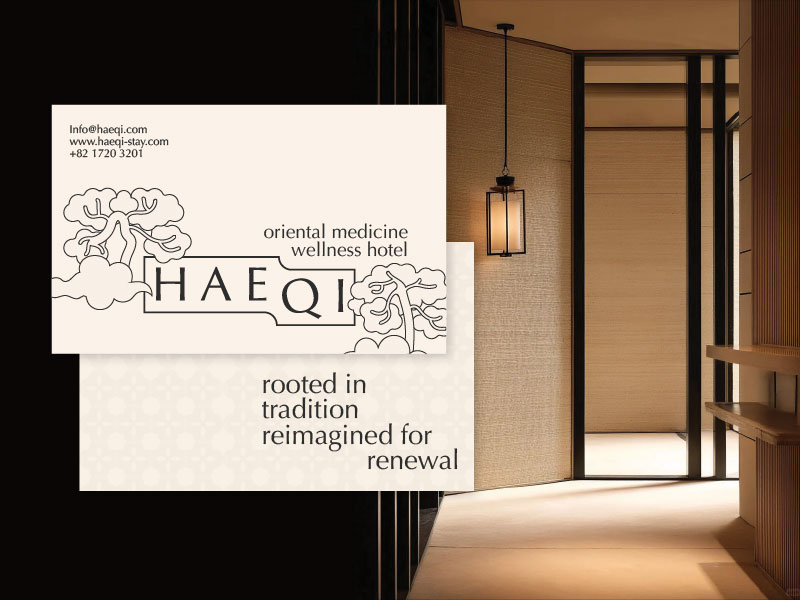 Info@haeqi.com
www.haeqi-stay.com
+82 1720 3201
oriental medicine
wellness hotel
HAEQI
rooted in
tradition
reimagined for
renewal